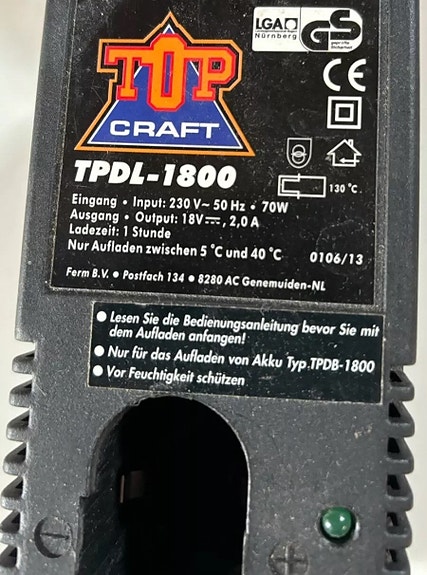 LGA
Nürnberg
GS
geprüfte
Sicherheit
TOP
CRAFT
CE
TPDL-1800
130 °C
Eingang • Input: 230 V~ 50 Hz • 70W
Ausgang • Output: 18V⎓, 2,0 A
Ladezeit: 1 Stunde
Nur Aufladen zwischen 5 °C und 40 °C 0106/13
Ferm B.V. • Postfach 134 • 8280 AC Genemuiden-NL
• Lesen Sie die Bedienungsanleitung bevor Sie mit
dem Aufladen anfangen!
• Nur für das Aufladen von Akku Typ TPDB-1800
• Vor Feuchtigkeit schützen
− +